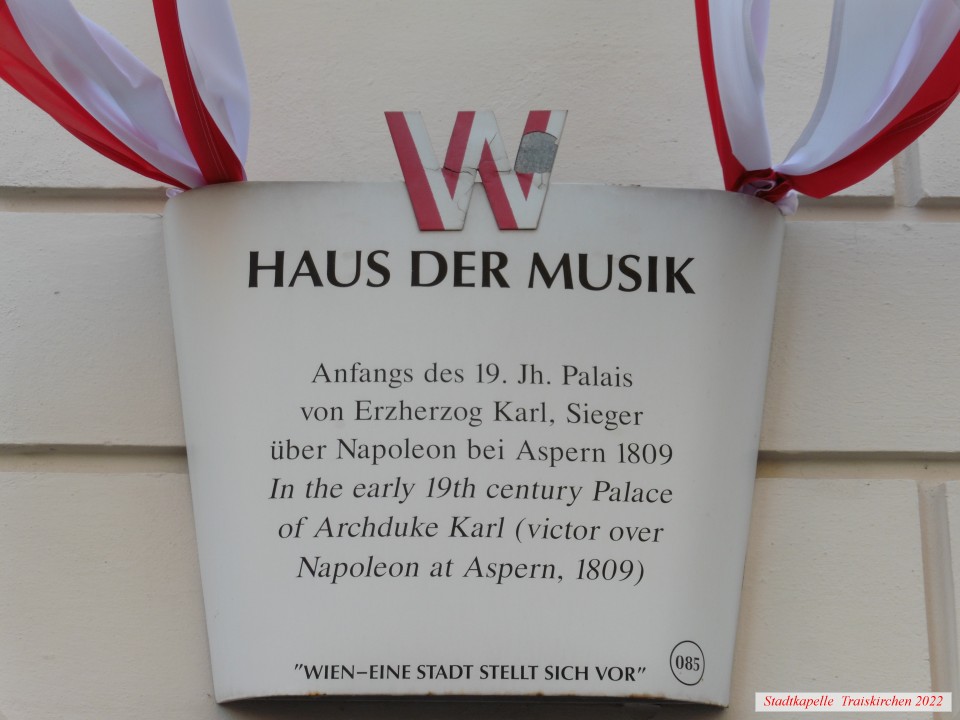 W
HAUS DER MUSIK
Anfangs des 19. Jh. Palais
von Erzherzog Karl, Sieger
über Napoleon bei Aspern 1809
In the early 19th century Palace
of Archduke Karl (victor over
Napoleon at Aspern, 1809)
"WIEN–EINE STADT STELLT SICH VOR"
085
Stadtkapelle Traiskirchen 2022